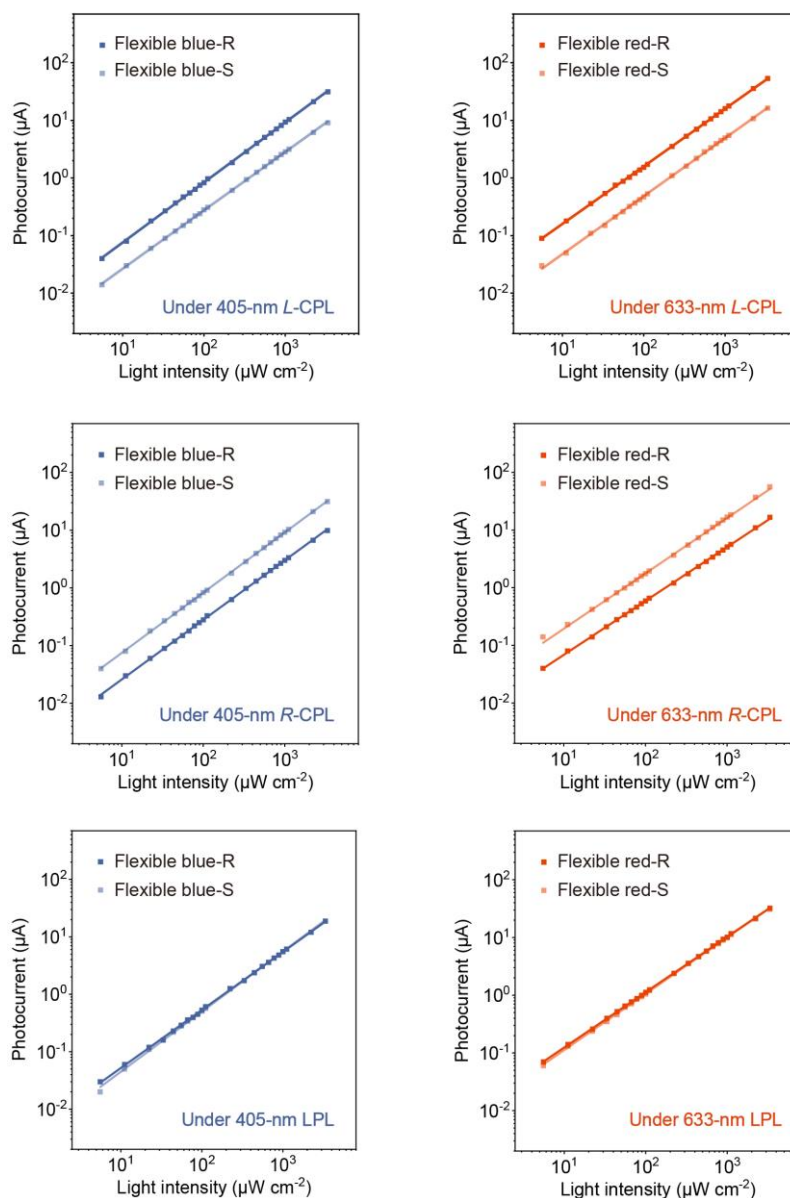 Flexible blue-R
Flexible blue-S
10²
10¹
10⁰
10⁻¹
10⁻²
Photocurrent (µA)
Under 405-nm L-CPL
10¹ 10² 10³
Light intensity (µW cm⁻²)
Flexible red-R
Flexible red-S
10²
10¹
10⁰
10⁻¹
10⁻²
Photocurrent (µA)
Under 633-nm L-CPL
10¹ 10² 10³
Light intensity (µW cm⁻²)
Flexible blue-R
Flexible blue-S
10²
10¹
10⁰
10⁻¹
10⁻²
Photocurrent (µA)
Under 405-nm R-CPL
10¹ 10² 10³
Light intensity (µW cm⁻²)
Flexible red-R
Flexible red-S
10²
10¹
10⁰
10⁻¹
10⁻²
Photocurrent (µA)
Under 633-nm R-CPL
10¹ 10² 10³
Light intensity (µW cm⁻²)
Flexible blue-R
Flexible blue-S
10²
10¹
10⁰
10⁻¹
10⁻²
Photocurrent (µA)
Under 405-nm LPL
10¹ 10² 10³
Light intensity (µW cm⁻²)
Flexible red-R
Flexible red-S
10²
10¹
10⁰
10⁻¹
10⁻²
Photocurrent (µA)
Under 633-nm LPL
10¹ 10² 10³
Light intensity (µW cm⁻²)